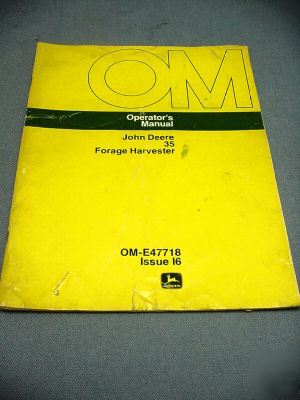 OM
Operator's
Manual
John Deere
35
Forage Harvester
OM-E47718
Issue I6